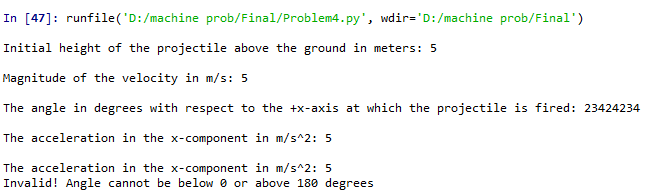 In [47]: runfile('D:/machine prob/Final/Problem4.py', wdir='D:/machine prob/Final')
Initial height of the projectile above the ground in meters: 5
Magnitude of the velocity in m/s: 5
The angle in degrees with respect to the +x-axis at which the projectile is fired: 23424234
The acceleration in the x-component in m/s^2: 5
The acceleration in the x-component in m/s^2: 5
Invalid! Angle cannot be below 0 or above 180 degrees